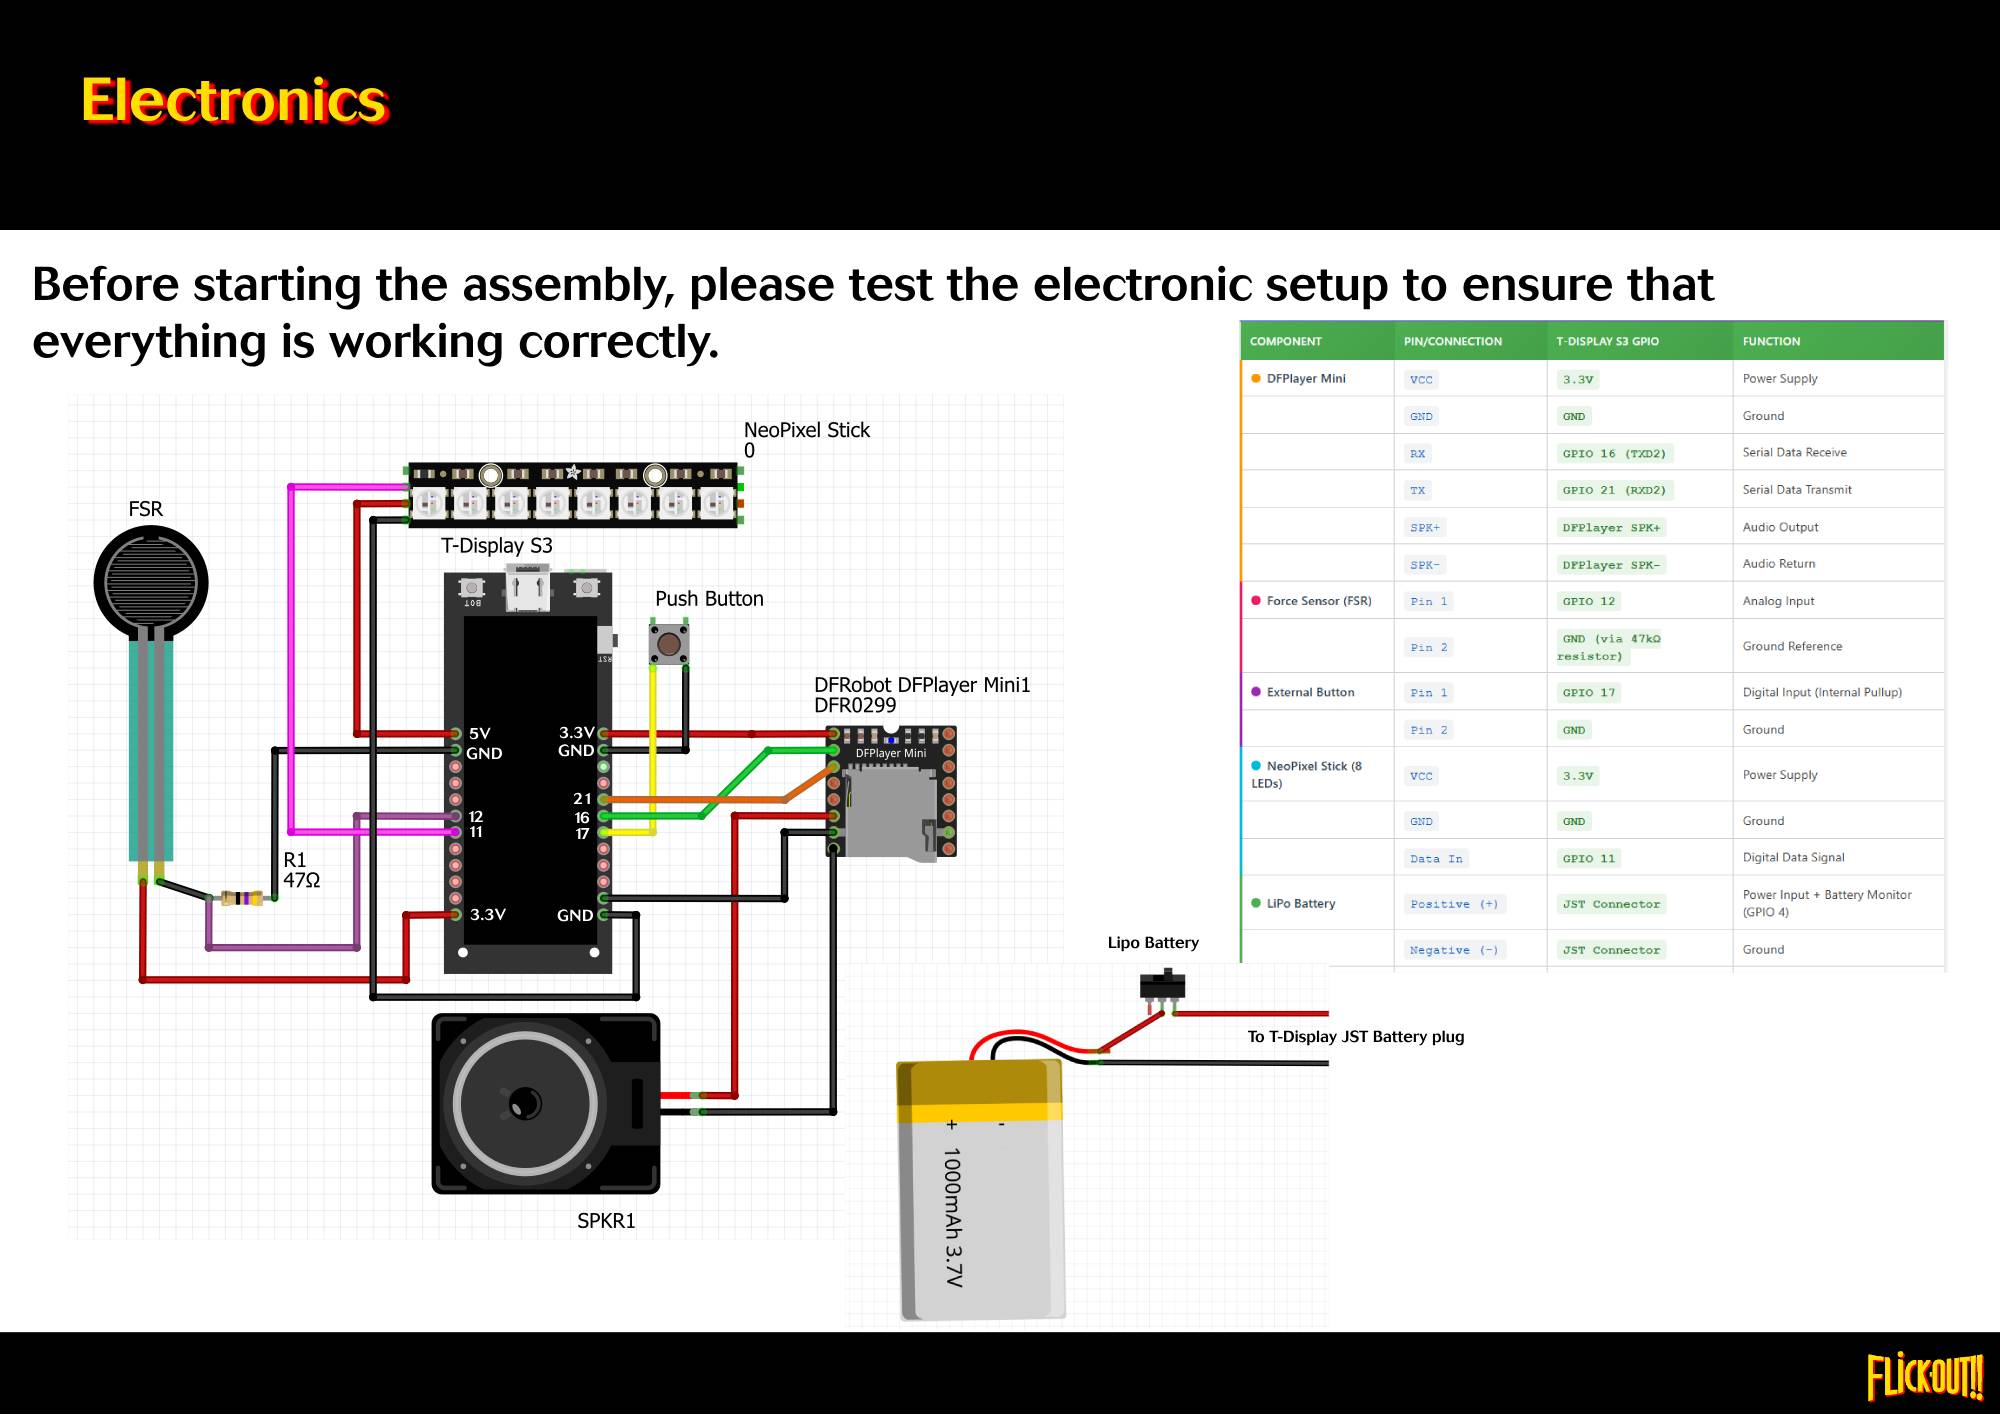 Electronics
Before starting the assembly, please test the electronic setup to ensure that
everything is working correctly.
NeoPixel Stick
0
FSR
T-Display S3
BOT
Push Button
TSR
DFRobot DFPlayer Mini1
DFR0299
DFPlayer Mini
5V
GND
12
11
3.3V
3.3V
GND
21
16
17
GND
R1
47Ω
SPKR1
COMPONENT PIN/CONNECTION T-DISPLAY S3 GPIO FUNCTION
DFPlayer Mini VCC 3.3V Power Supply
GND GND Ground
RX GPIO 16 (TXD2) Serial Data Receive
TX GPIO 21 (RXD2) Serial Data Transmit
SPK+ DFPlayer SPK+ Audio Output
SPK- DFPlayer SPK- Audio Return
Force Sensor (FSR) Pin 1 GPIO 12 Analog Input
Pin 2 GND (via 47kΩ
resistor) Ground Reference
External Button Pin 1 GPIO 17 Digital Input (Internal Pullup)
Pin 2 GND Ground
NeoPixel Stick (8
LEDs) VCC 3.3V Power Supply
GND GND Ground
Data In GPIO 11 Digital Data Signal
LiPo Battery Positive (+) JST Connector Power Input + Battery Monitor
(GPIO 4)
Negative (-) JST Connector Ground
Lipo Battery
To T-Display JST Battery plug
+ -
1000mAh 3.7V
FLICK-OUT!!